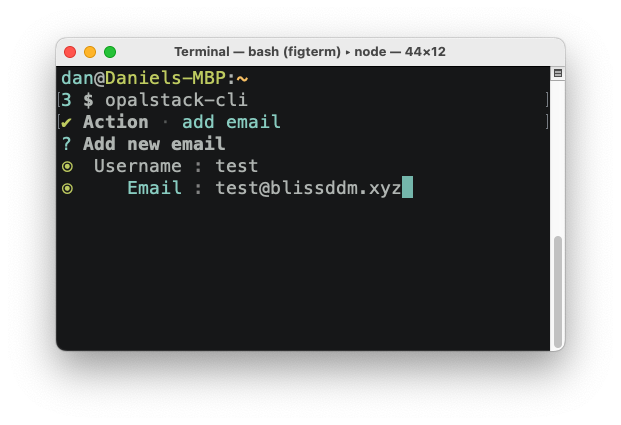 Terminal — bash (figterm) ▸ node — 44×12
dan@Daniels-MBP:~
3 $ opalstack-cli
✔ Action · add email
? Add new email
⊙ Username : test
⊙ Email : test@blissddm.xyz